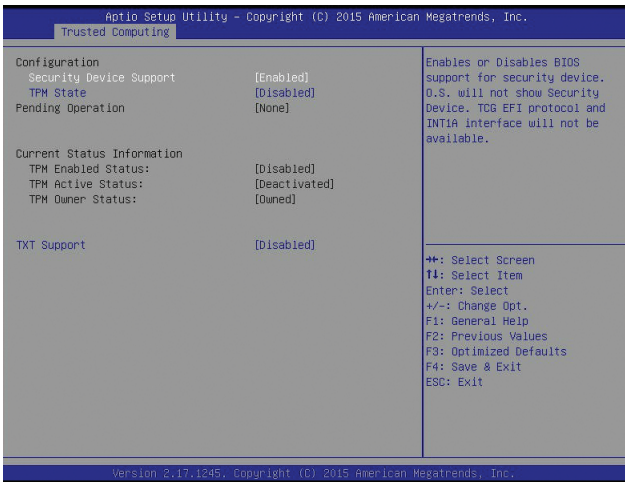 Aptio Setup Utility – Copyright (C) 2015 American Megatrends, Inc.
Trusted Computing
Configuration
Security Device Support [Enabled]
TPM State [Disabled]
Pending Operation [None]
Current Status Information
TPM Enabled Status: [Disabled]
TPM Active Status: [Deactivated]
TPM Owner Status: [Owned]
TXT Support [Disabled]
Enables or Disables BIOS
support for security device.
O.S. will not show Security
Device. TCG EFI protocol and
INT1A interface will not be
available.
→←: Select Screen
↑↓: Select Item
Enter: Select
+/-: Change Opt.
F1: General Help
F2: Previous Values
F3: Optimized Defaults
F4: Save & Exit
ESC: Exit
Version 2.17.1245. Copyright (C) 2015 American Megatrends, Inc.